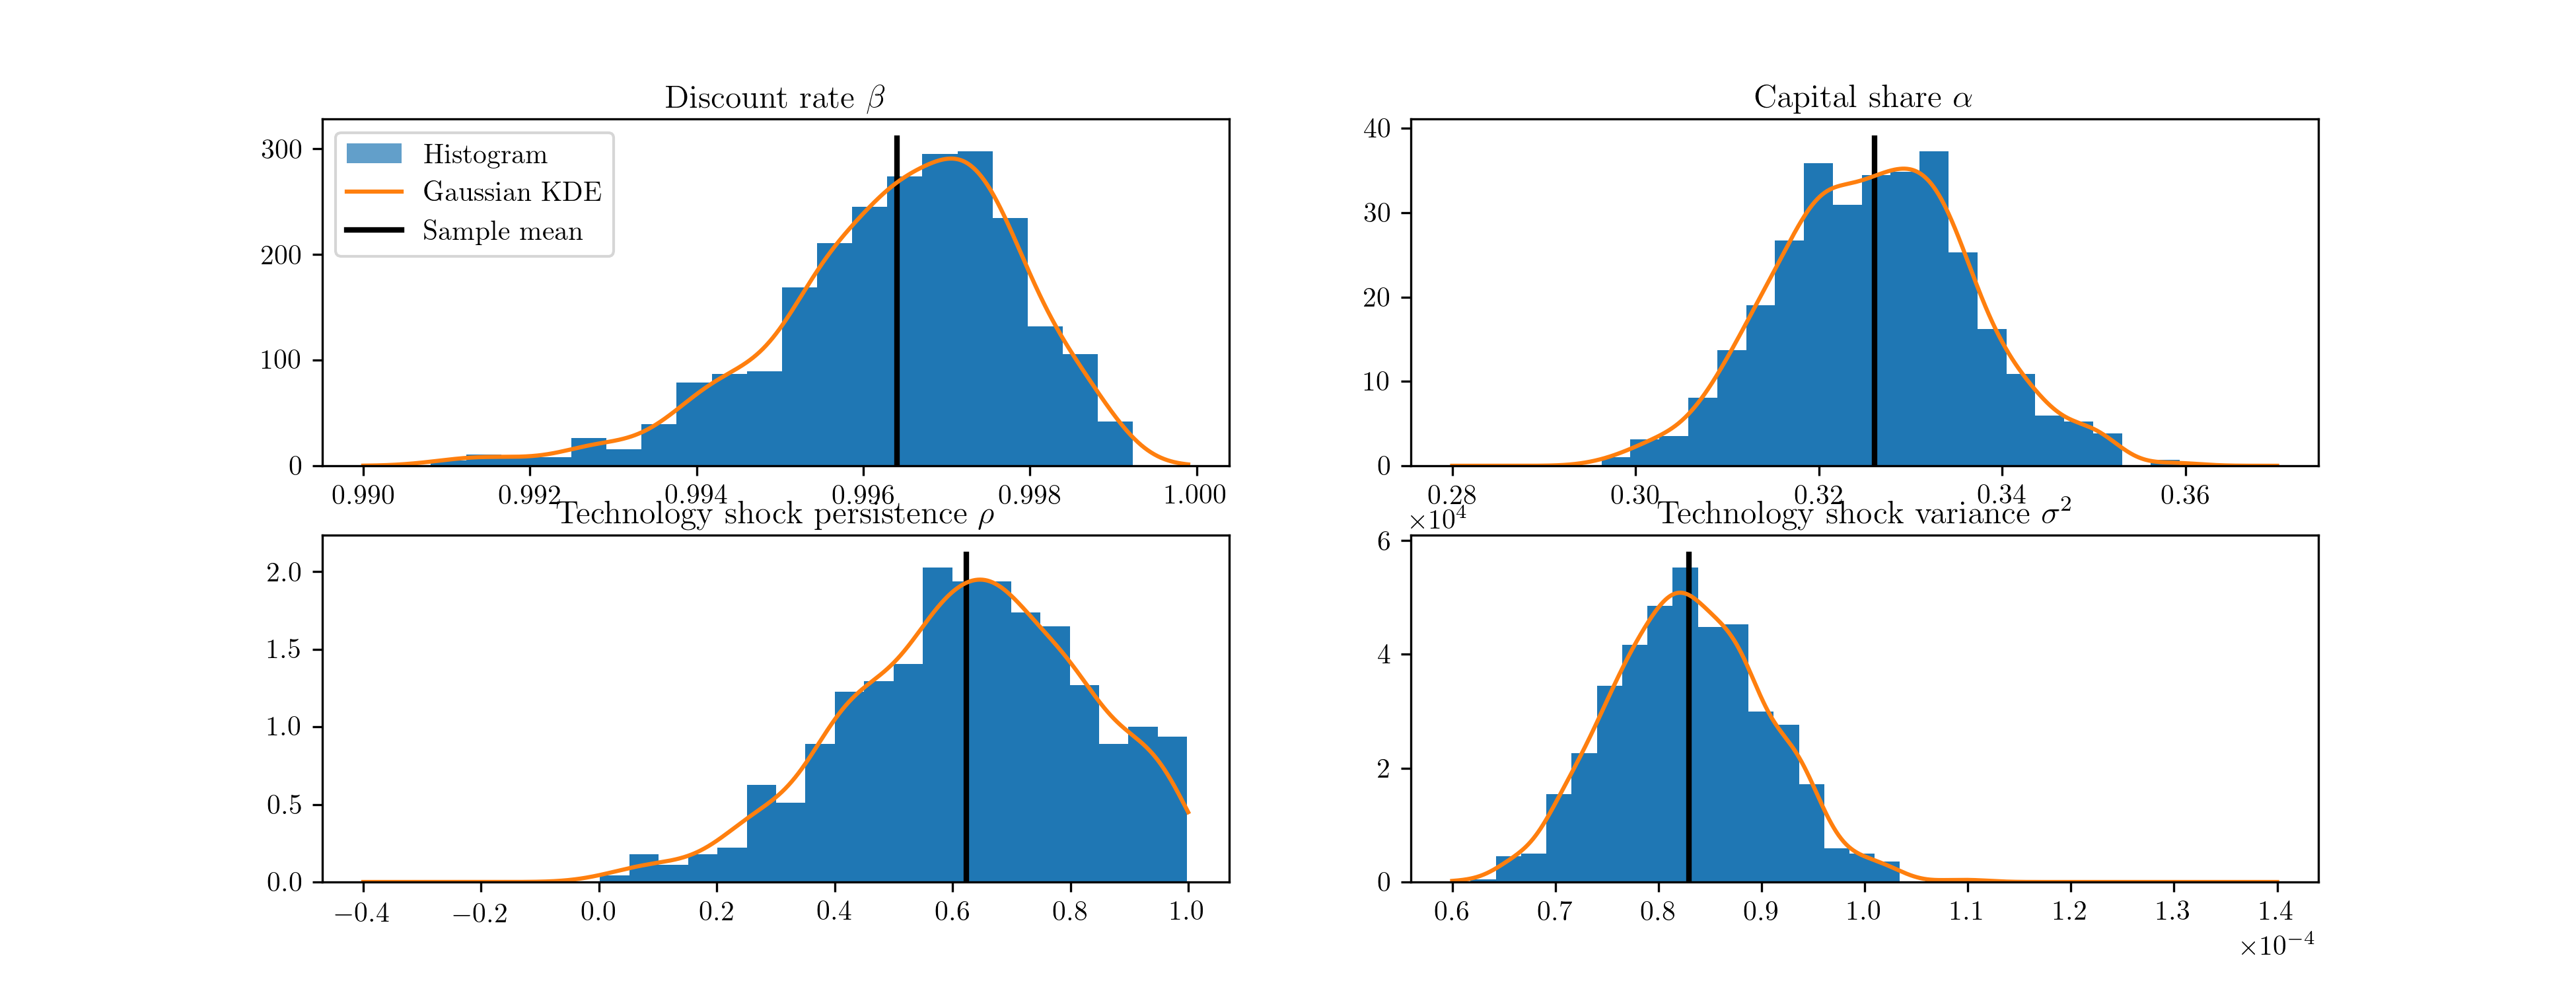 Discount rate β
300
200
100
0
Histogram
Gaussian KDE
Sample mean
0.990 0.992 0.994 0.996 0.998 1.000
Capital share α
40
30
20
10
0
0.28 0.30 0.32 0.34 0.36
Technology shock persistence ρ
2.0
1.5
1.0
0.5
0.0
−0.4 −0.2 0.0 0.2 0.4 0.6 0.8 1.0
×10⁴
Technology shock variance σ²
6
4
2
0
0.6 0.7 0.8 0.9 1.0 1.1 1.2 1.3 1.4
×10⁻⁴